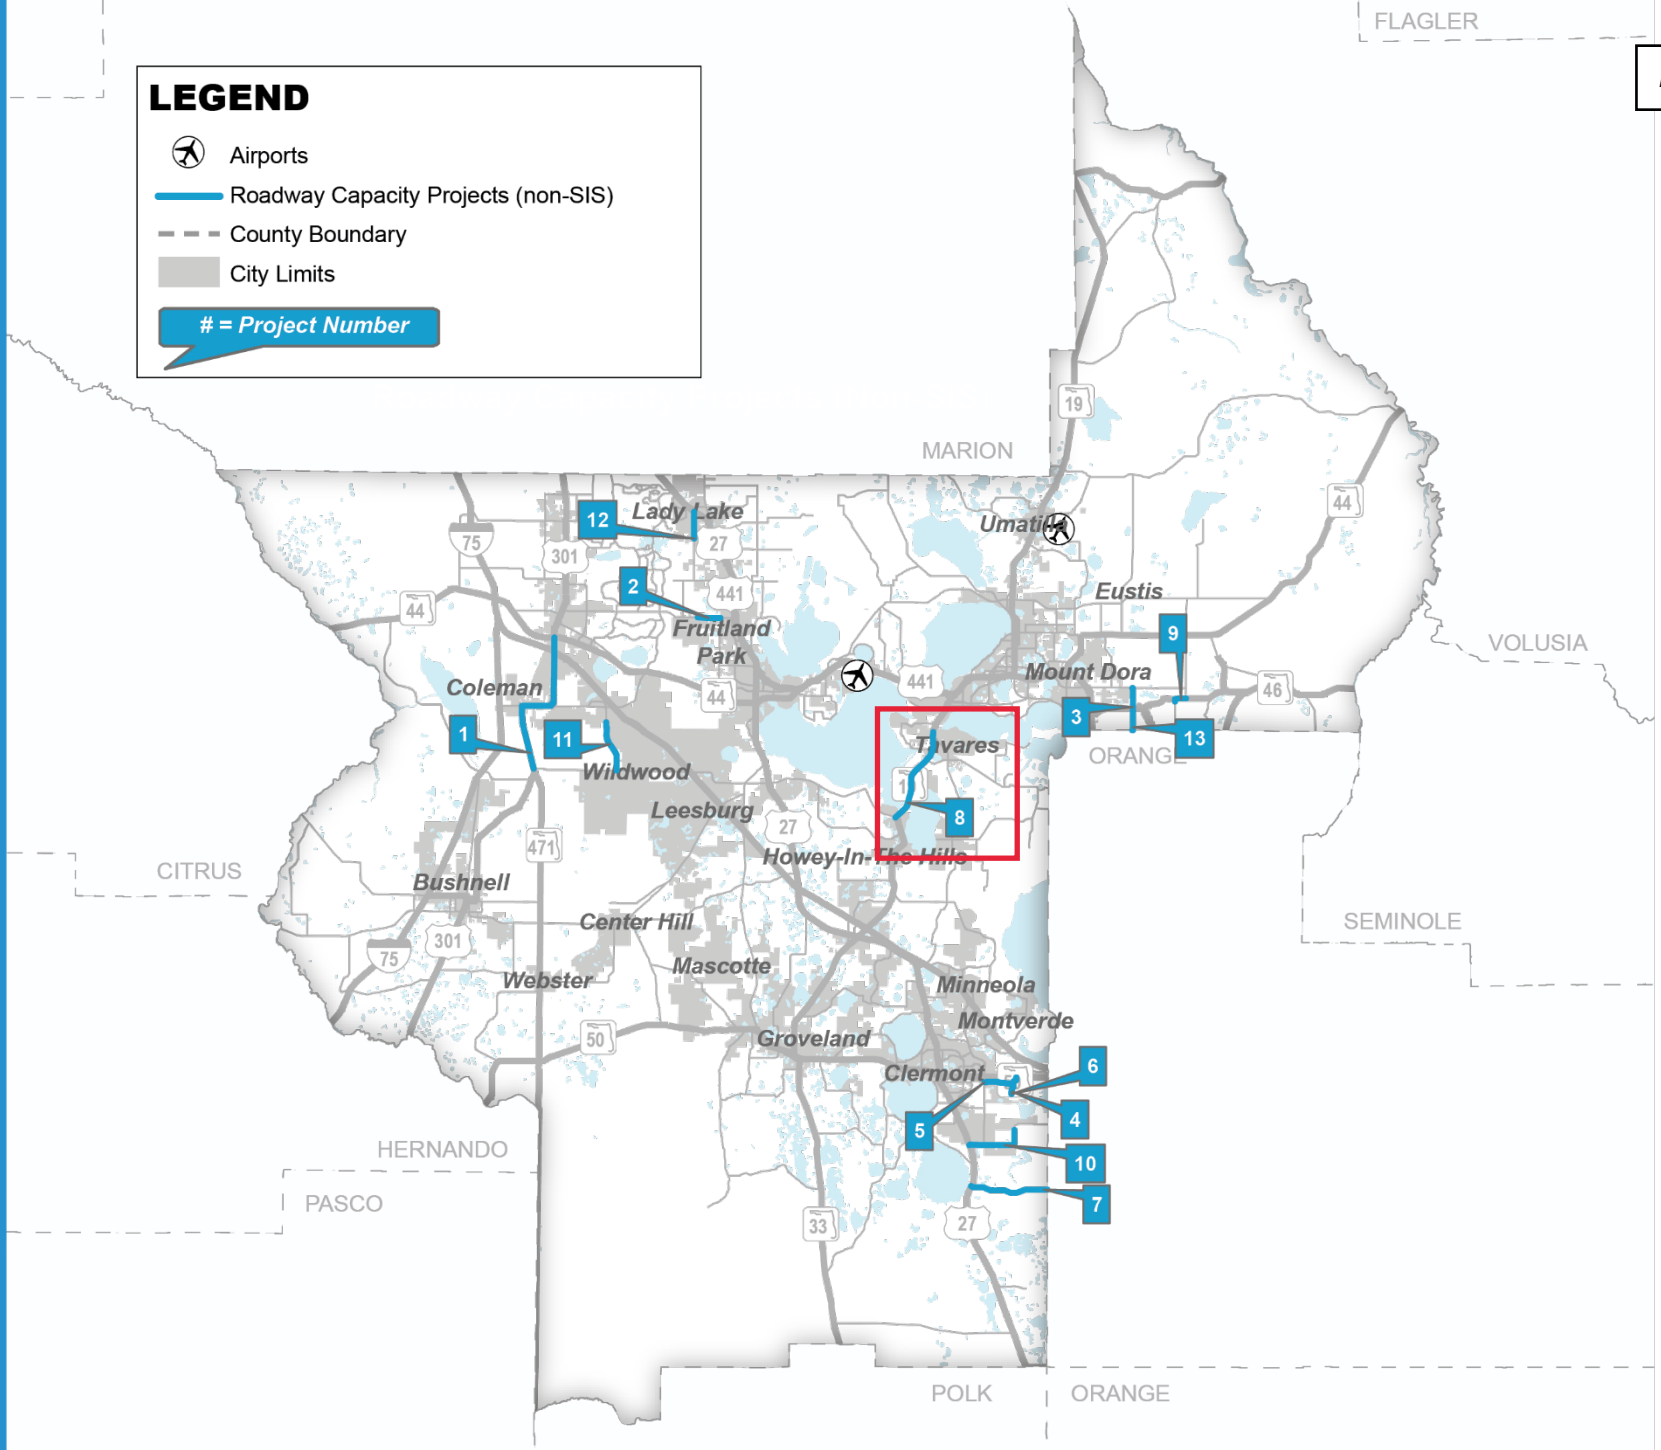 FLAGLER
LEGEND
Airports
Roadway Capacity Projects (non-SIS)
County Boundary
City Limits
# = Project Number
19
MARION
44
Lady Lake
12
Umatilla
75
301
27
2
441
Eustis
44
Fruitland
Park
9
VOLUSIA
Mount Dora
441
Coleman
44
46
3
1
11
13
Tavares
ORANGE
Wildwood
Leesburg
8
27
471
Howey-In-The Hills
CITRUS
Bushnell
Center Hill
SEMINOLE
301
75
Mascotte
Webster
Minneola
Montverde
50
Groveland
Clermont
6
4
5
HERNANDO
10
PASCO
7
33
27
POLK
ORANGE